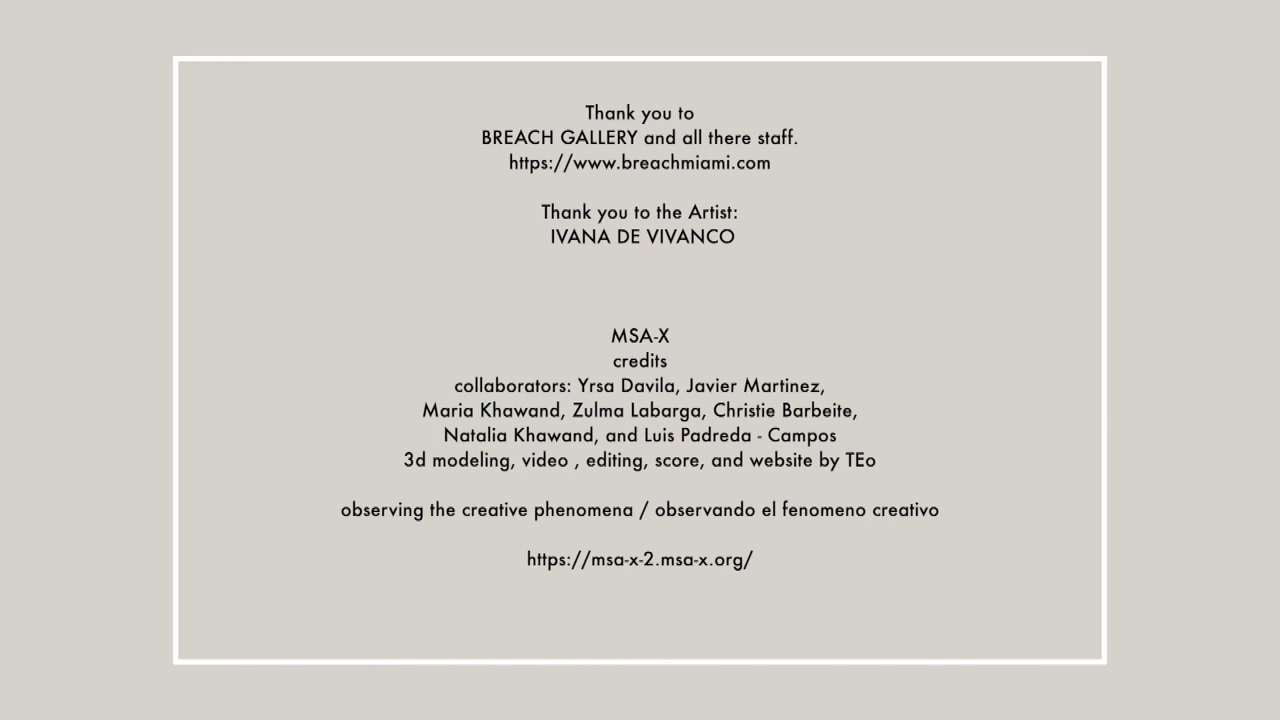 Thank you to
BREACH GALLERY and all there staff.
https://www.breachmiami.com
Thank you to the Artist:
IVANA DE VIVANCO
MSA-X
credits
collaborators: Yrsa Davila, Javier Martinez,
Maria Khawand, Zulma Labarga, Christie Barbeite,
Natalia Khawand, and Luis Padreda - Campos
3d modeling, video , editing, score, and website by TEo
observing the creative phenomena / observando el fenomeno creativo
https://msa-x-2.msa-x.org/